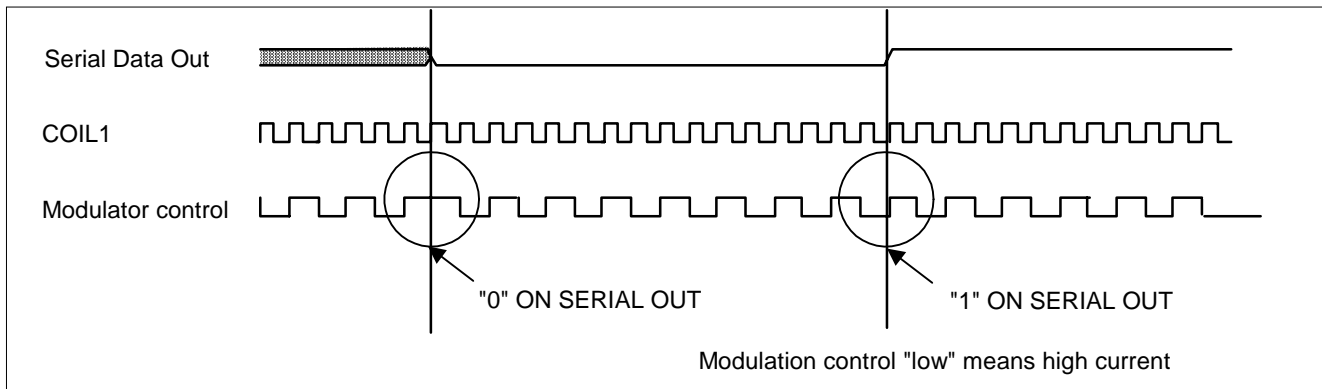 Serial Data Out
COIL1
Modulator control
"0" ON SERIAL OUT
"1" ON SERIAL OUT
Modulation control "low" means high current